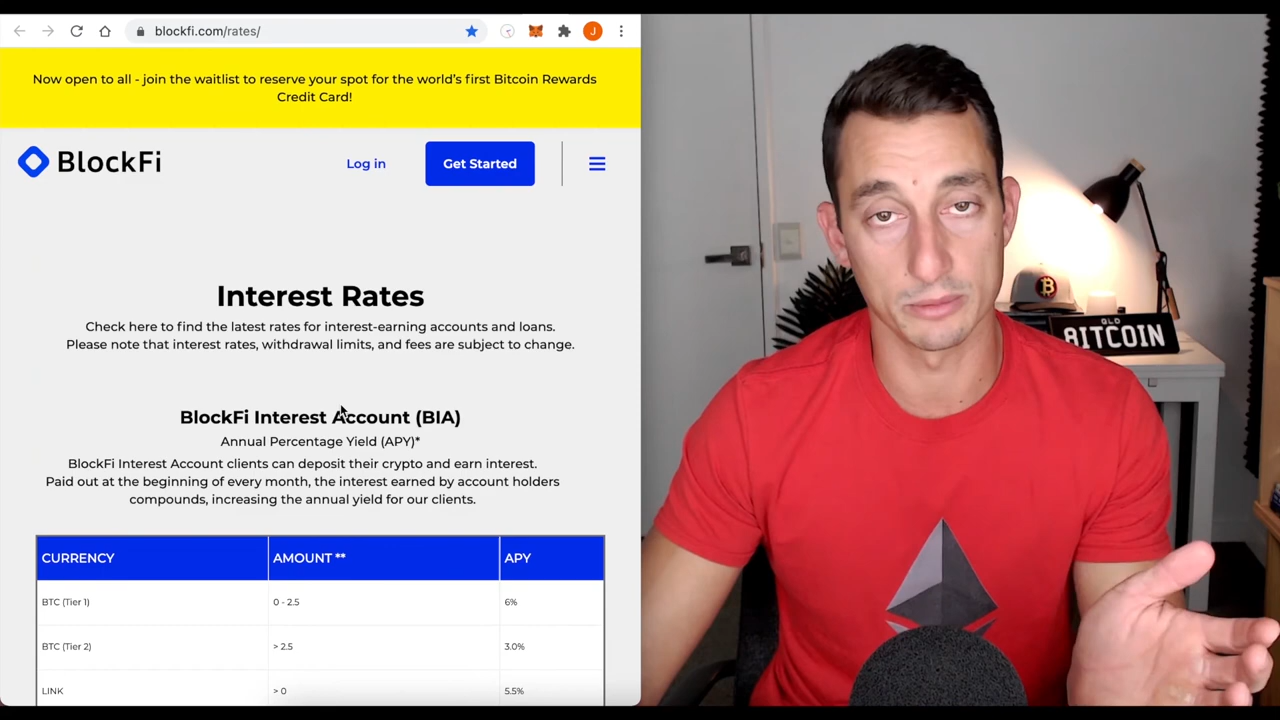 blockfi.com/rates/
J
Now open to all - join the waitlist to reserve your spot for the world's first Bitcoin Rewards
Credit Card!
BlockFi
Log in
Get Started
Interest Rates
Check here to find the latest rates for interest-earning accounts and loans.
Please note that interest rates, withdrawal limits, and fees are subject to change.
BlockFi Interest Account (BIA)
Annual Percentage Yield (APY)*
BlockFi Interest Account clients can deposit their crypto and earn interest.
Paid out at the beginning of every month, the interest earned by account holders
compounds, increasing the annual yield for our clients.
CURRENCY AMOUNT ** APY
BTC (Tier 1) 0 - 2.5 6%
BTC (Tier 2) > 2.5 3.0%
LINK > 0 5.5%
QLD
BITCOIN